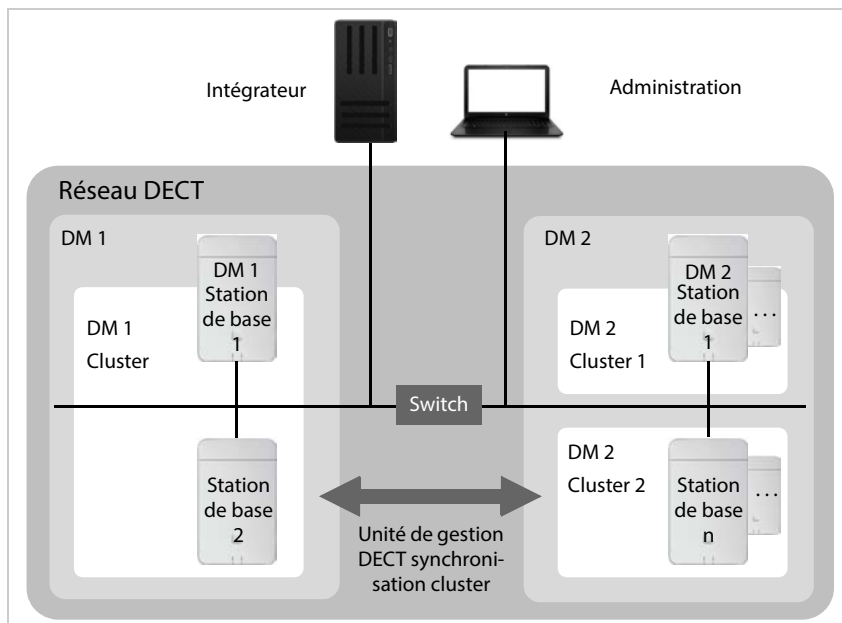 Intégrateur
Administration
Réseau DECT
DM 1
DM 1
Station
de base
1
DM 1
Cluster
Station
de base
2
Switch
Unité de gestion
DECT synchroni-
sation cluster
DM 2
DM 2
Station
de base
1
...
DM 2
Cluster 1
DM 2
Cluster 2
Station
de base
n
...